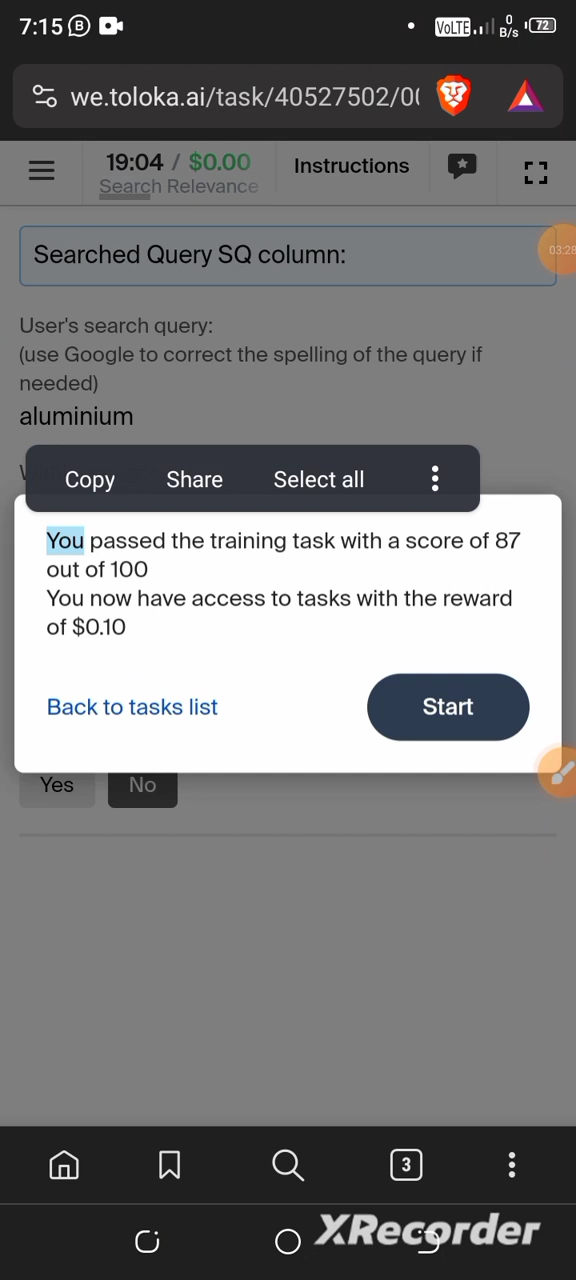 7:15
VoLTE
0
B/s
72
we.toloka.ai/task/40527502/00
19:04 / $0.00
Search Relevance
Instructions
Searched Query SQ column:
03:28
User's search query:
(use Google to correct the spelling of the query if
needed)
aluminium
Copy
Share
Select all
You passed the training task with a score of 87
out of 100
You now have access to tasks with the reward
of $0.10
Back to tasks list
Start
Yes
No
3
XRecorder